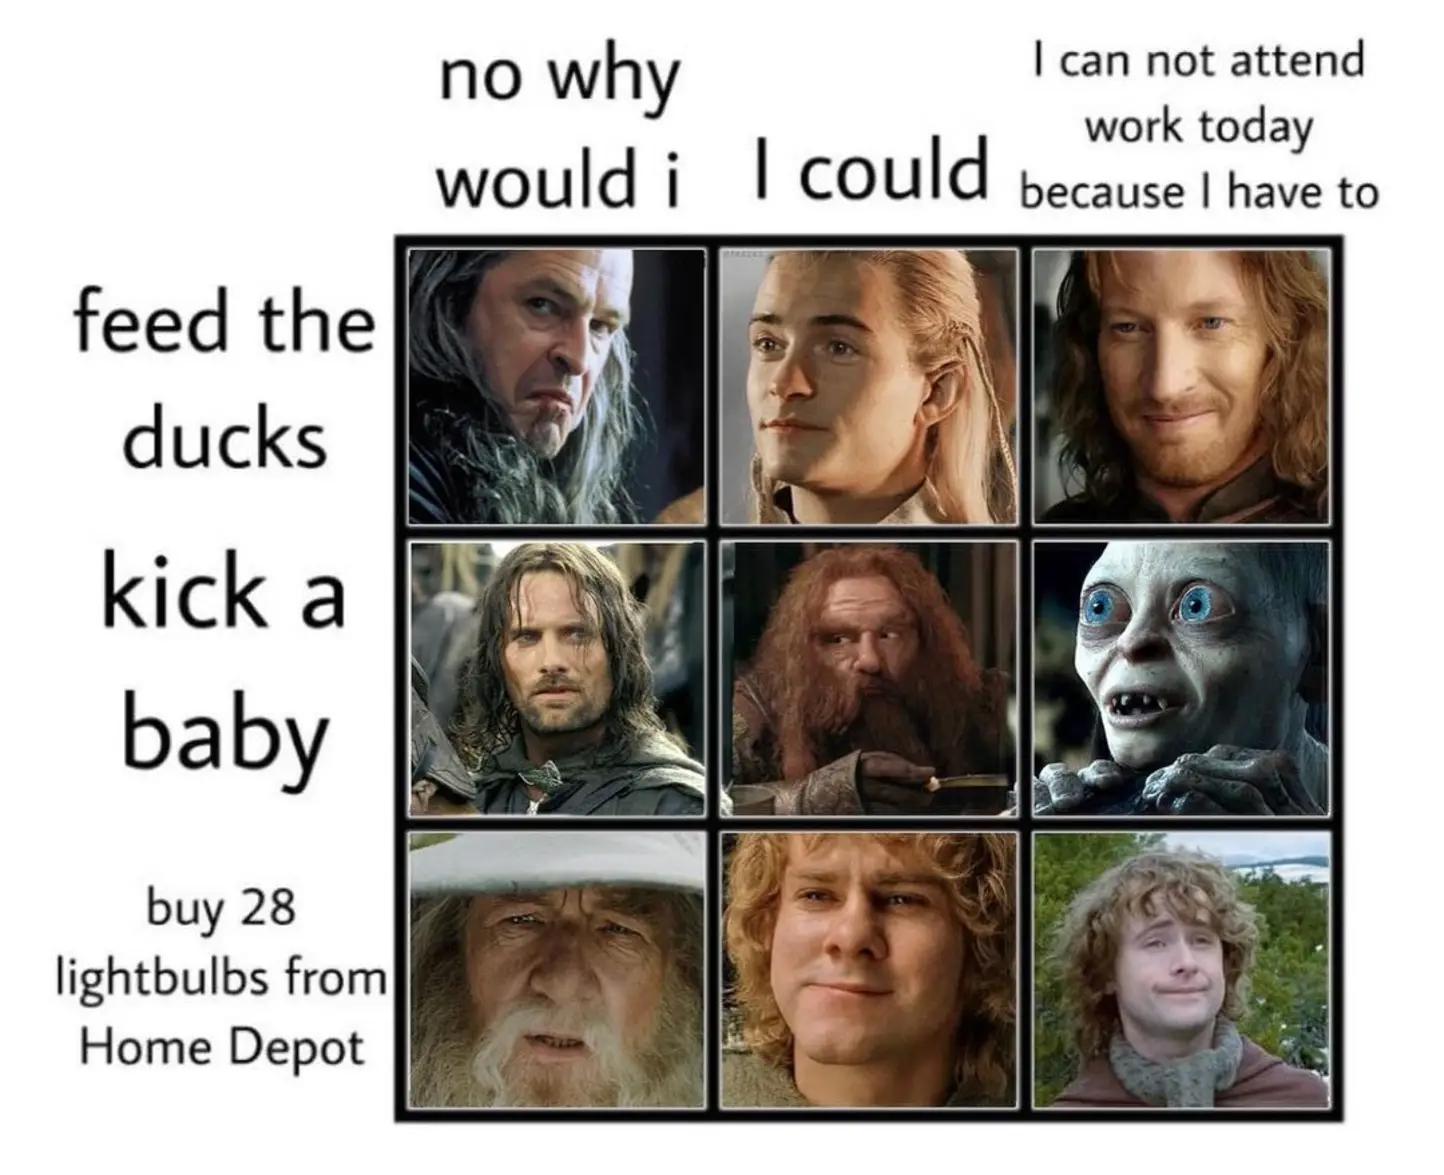 no why
would i
I could
I can not attend
work today
because I have to
feed the
ducks
kick a
baby
buy 28
lightbulbs from
Home Depot